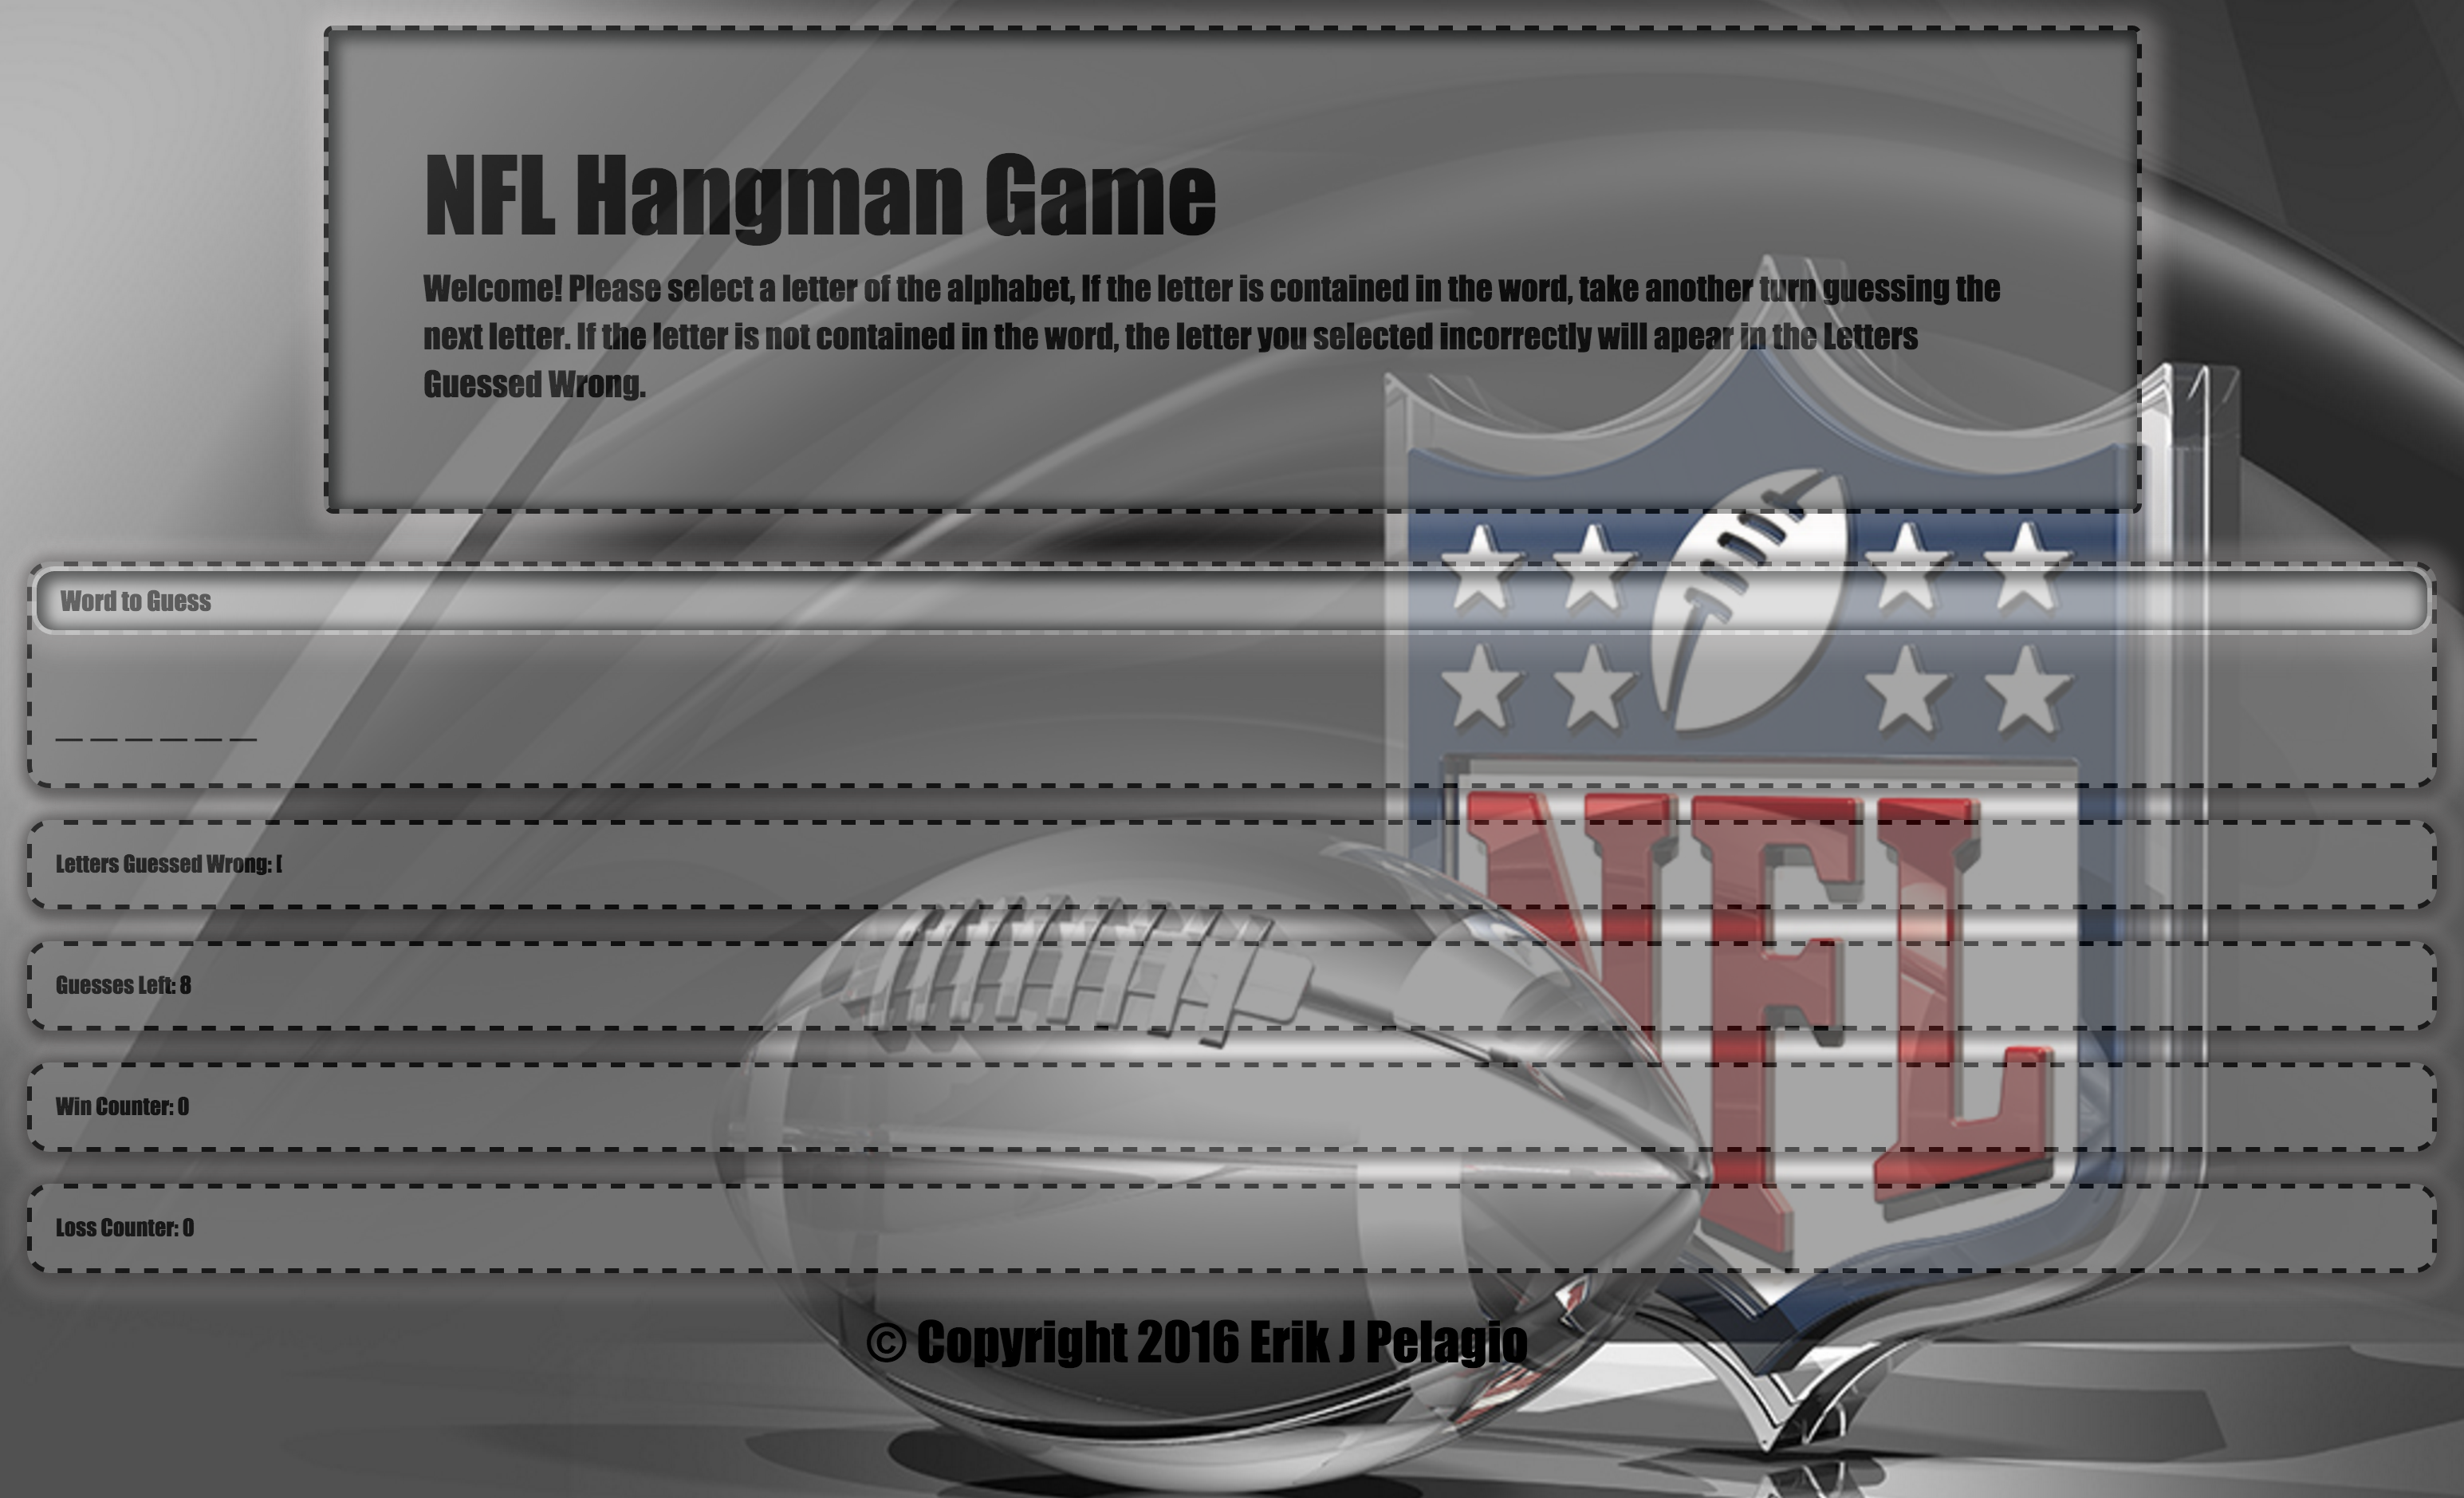 NFL Hangman Game
Welcome! Please select a letter of the alphabet, If the letter is contained in the word, take another turn guessing the
next letter. If the letter is not contained in the word, the letter you selected incorrectly will apear in the Letters
Guessed Wrong.
Word to Guess
_ _ _ _ _ _
Letters Guessed Wrong: [
Guesses Left: 8
Win Counter: 0
Loss Counter: 0
NFL
© Copyright 2016 Erik J Pelagio